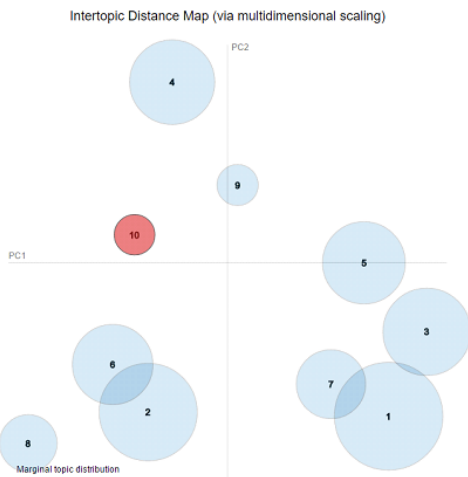 Intertopic Distance Map (via multidimensional scaling)
PC2
4
9
10
PC1
5
3
6
7
2
1
8
Marginal topic distribution